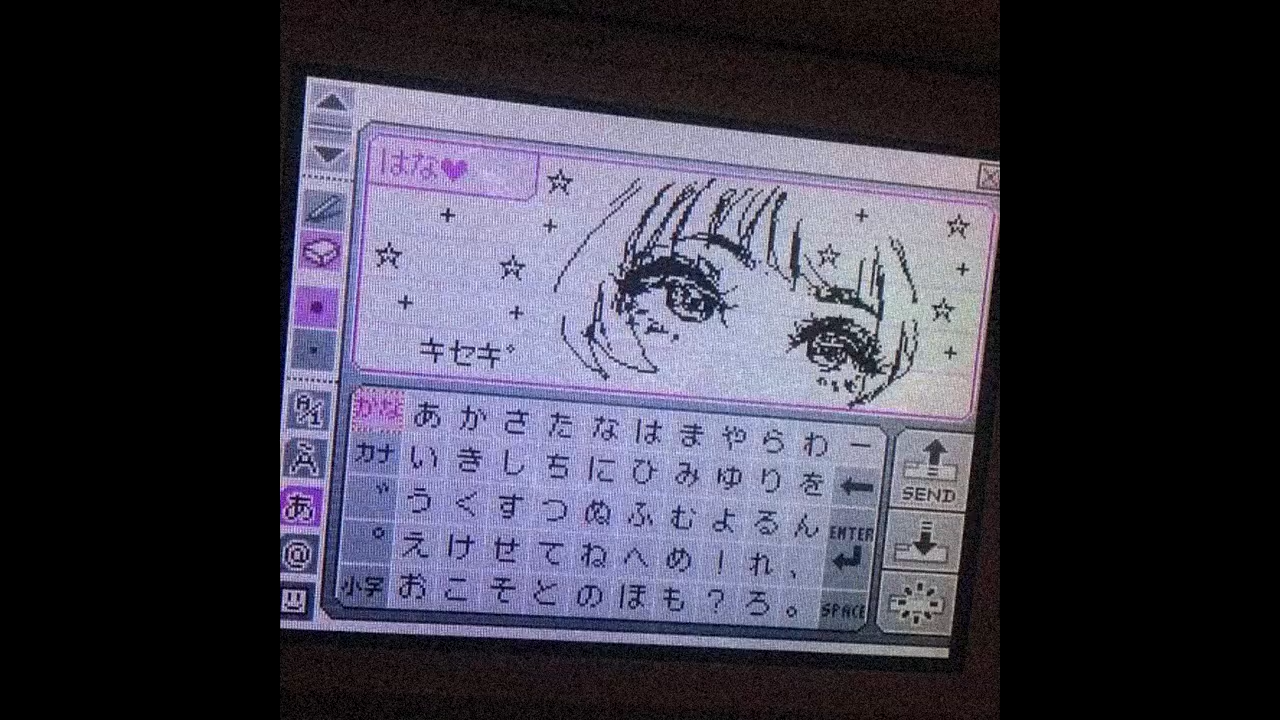 はな♥
キセキ°
かな あ か さ た な は ま や ら わ ー
カナ い き し ち に ひ み ゆ り を ←
゛ う く す つ ぬ ふ む よ る ん ENTER
゜ え け せ て ね へ め ! れ 、
小字 お こ そ と の ほ も ? ろ 。 SPACE
SEND
A/1
あ
@